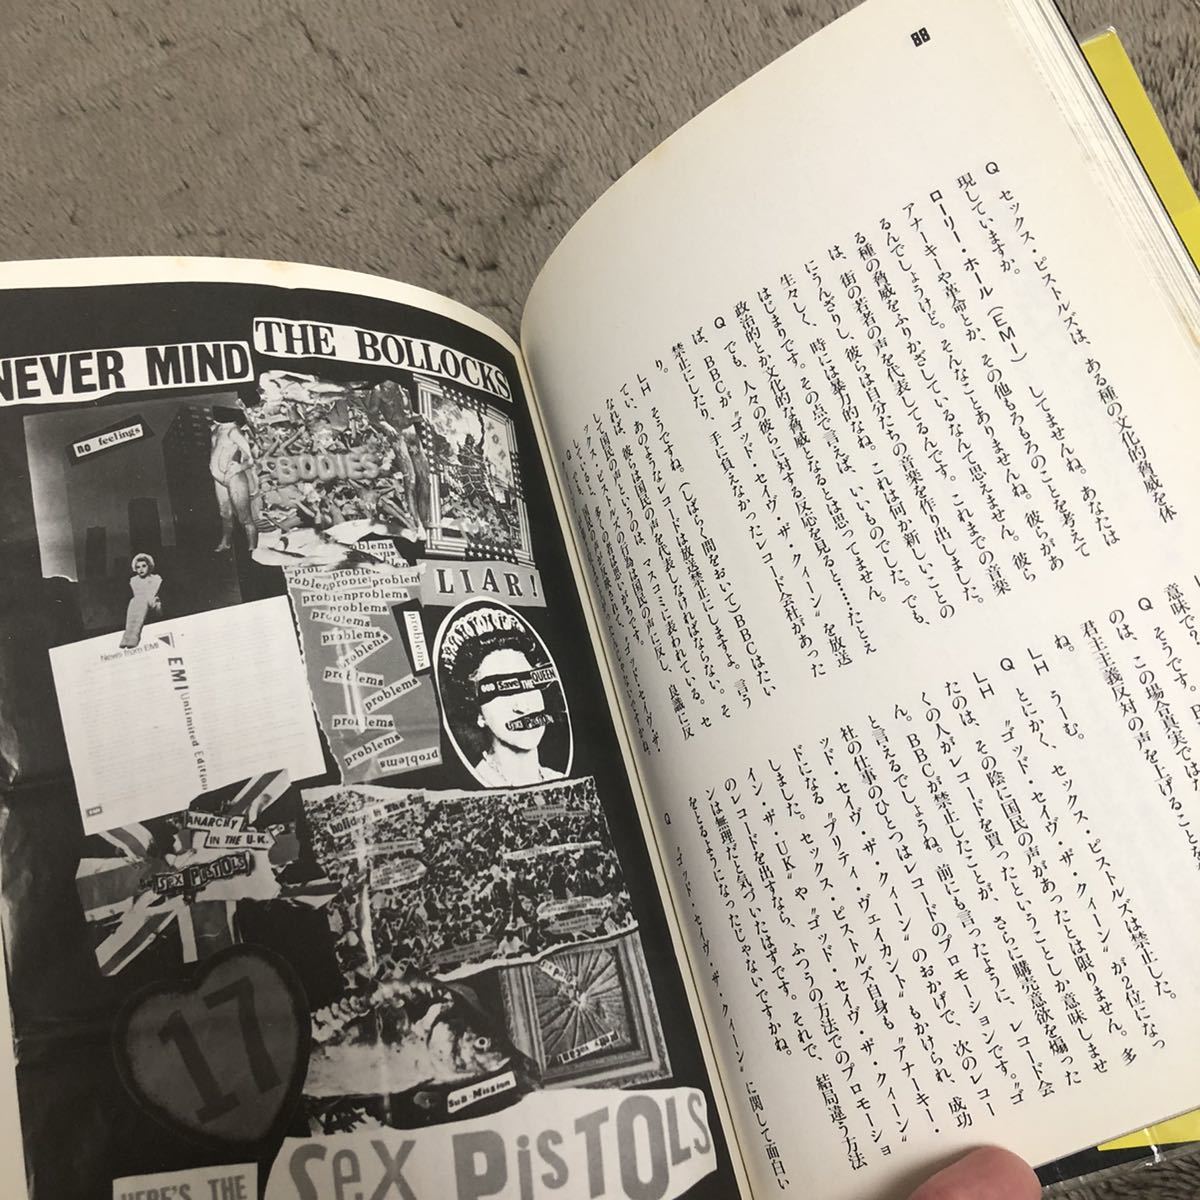 88
Q　セックス・ピストルズは、ある種の文化的脅威を体
現していますか。
ローリー・ホール（EMI）　してませんね。あなたは
アナーキーや革命とか、その他もろもろのことを考えて
るんでしょうけど。そんなことありませんね。彼らがあ
る種の脅威をふりかざしているなんて思えません。彼ら
は、街の若者の声を代表してるんです。これまでの音楽
にうんざりし、彼らは自分たちの音楽を作り出しました。
生々しく、時には暴力的なね。これは何か新しいことの
はじまりです。その点で言えば、いいものでした。でも、
政治的とか文化的な脅威となるとは思ってません。
Q　でも、人々の彼らに対する反応を見ると……たとえ
ば、BBCが〝ゴッド・セイヴ・ザ・クィーン〟を放送
禁止にしたり、手に負えなかったレコード会社があった
り。
LH　そうですね。（しばらく間をおいて）BBCはたい
てい、あのようなレコードは放送禁止にしますよ。言う
なれば、彼らは国民の声を代表しなければならない。そ
して国民の声というのは、マスコミに表われている。セ
ックス・ピストルズの行為は国民の声に反し、良識に反
していると、多くの者は思いがちです。
意味で
Q　そうです。
のは、この場合真実では
君主主義反対の声を上げること
ね。
LH　うーむ。
Q　とにかく、セックス・ピストルズは禁止した。
LH　〝ゴッド・セイヴ・ザ・クィーン〟が2位になっ
たのは、その陰に国民の声があったとは限りません。多
くの人がレコードを買ったということしか意味しませ
ん。BBCが禁止したことが、さらに購売意欲を煽った
と言えるでしょうね。前にも言ったように、レコード会
社の仕事のひとつはレコードのプロモーションです。〝ゴ
ッド・セイヴ・ザ・クィーン〟のおかげで、次のレコー
ドになる〝プリティ・ヴェイカント〟もかけられ、成功
しました。セックス・ピストルズ自身も〝アナーキー・
イン・ザ・UK〟や〝ゴッド・セイヴ・ザ・クィーン〟
のレコードを出すなら、ふつうの方法でのプロモーショ
ンは無理だと気づいたはずです。それで、結局違う方法
をとるようになったじゃないですかね。
Q　〝ゴッド・セイヴ・ザ・クィーン〟に関して面白い
NEVER MIND
THE BOLLOCKS
no feelings
BODIES
LIAR!
problems
problems
problems
problems
problems
problems
problems
problems
GOD Save THE QUEEN
SEX PISTOLS
News from EMI
EMI Unlimited Edition
ANARCHY
IN THE U.K.
SEX PISTOLS
holiday in The Sun
17
SUB-Mission
HERE'S THE
SEX PISTOLS